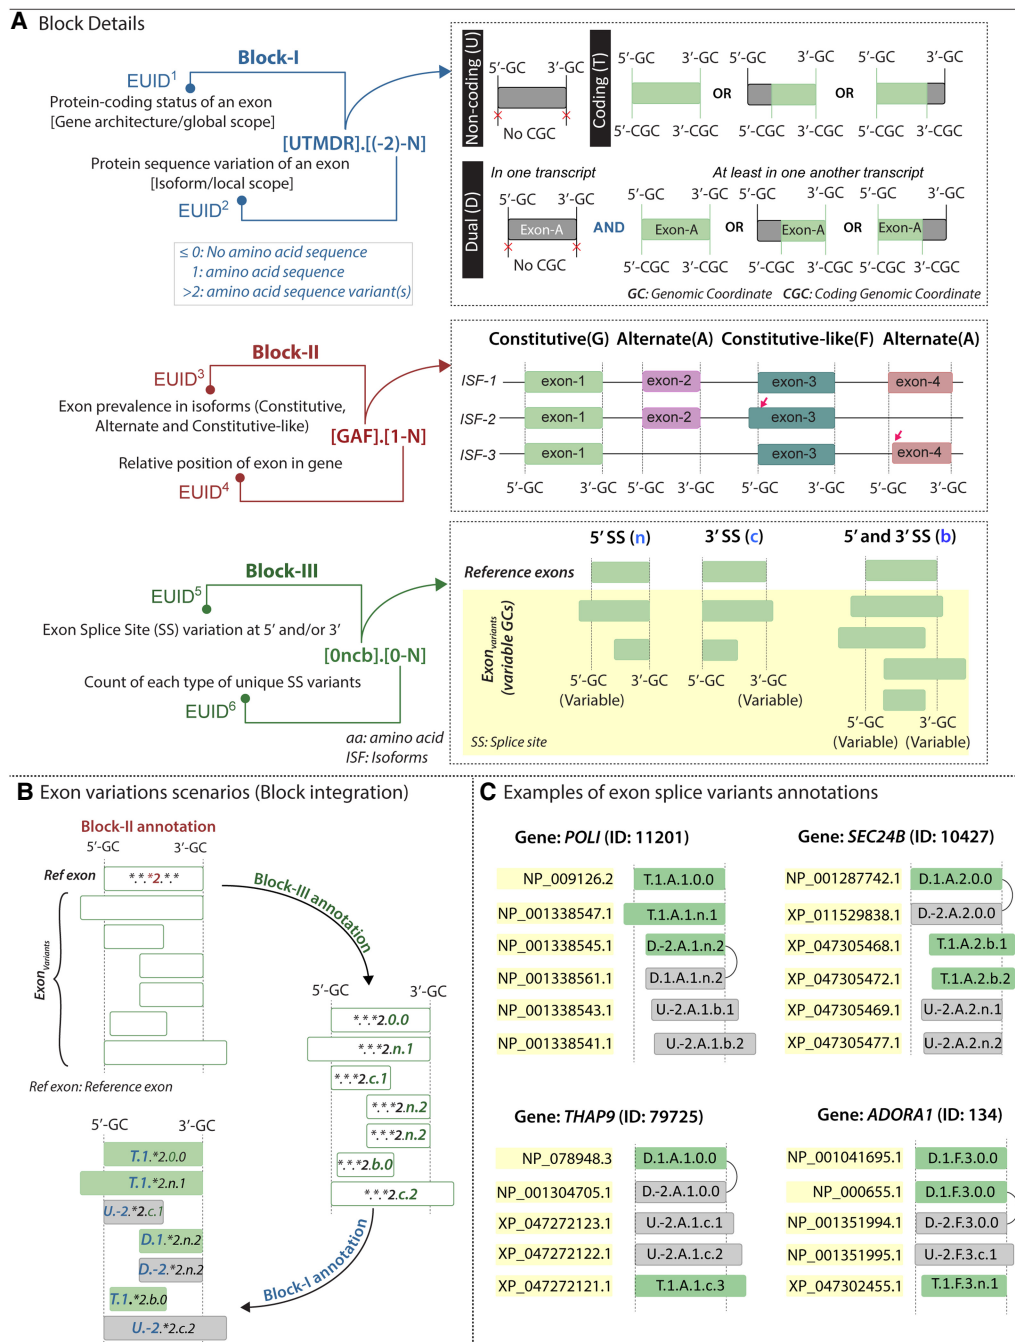 A Block Details
Block-I
EUID1
Protein-coding status of an exon
[Gene architecture/global scope]
[UTMDR].[(-2)-N]
Protein sequence variation of an exon
[Isoform/local scope]
EUID2
≤ 0: No amino acid sequence
1: amino acid sequence
>2: amino acid sequence variant(s)
Non-coding (U)
5′-GC 3′-GC
No CGC
Coding (T)
5′-GC 3′-GC 5′-GC 3′-GC 5′-GC 3′-GC
OR OR
5′-CGC 3′-CGC 5′-CGC 3′-CGC 5′-CGC 3′-CGC
Dual (D)
In one transcript At least in one another transcript
5′-GC 3′-GC 5′-GC 3′-GC 5′-GC 3′-GC 5′-GC 3′-GC
Exon-A AND Exon-A OR Exon-A OR Exon-A
No CGC 5′-CGC 3′-CGC 5′-CGC 3′-CGC 5′-CGC 3′-CGC
GC: Genomic Coordinate CGC: Coding Genomic Coordinate
Block-II
EUID3
Exon prevalence in isoforms (Constitutive,
Alternate and Constitutive-like)
[GAF].[1-N]
Relative position of exon in gene
EUID4
Constitutive(G) Alternate(A) Constitutive-like(F) Alternate(A)
ISF-1 exon-1 exon-2 exon-3 exon-4
ISF-2 exon-1 exon-2 exon-3
ISF-3 exon-1 exon-3 exon-4
5′-GC 3′-GC 5′-GC 3′-GC 5′-GC 3′-GC 5′-GC 3′-GC
Block-III
EUID5
Exon Splice Site (SS) variation at 5′ and/or 3′
[0ncb].[0-N]
Count of each type of unique SS variants
EUID6
aa: amino acid
ISF: Isoforms
5′ SS (n) 3′ SS (c) 5′ and 3′ SS (b)
Reference exons
Exonvariants
(variable GCs)
5′-GC 3′-GC 5′-GC 3′-GC
(Variable) (Variable)
5′-GC 3′-GC
(Variable) (Variable)
SS: Splice site
B Exon variations scenarios (Block integration)
Block-II annotation
5′-GC 3′-GC
Ref exon *.*.*2.*.*
ExonVariants
Ref exon: Reference exon
Block-III annotation
5′-GC 3′-GC
*.*.*2.0.0
*.*.*2.n.1
*.*.*2.c.1
*.*.*2.n.2
*.*.*2.n.2
*.*.*2.b.0
*.*.*2.c.2
Block-I annotation
5′-GC 3′-GC
T.1.*2.0.0
T.1.*2.n.1
U.-2.*2.c.1
D.1.*2.n.2
D.-2.*2.n.2
T.1.*2.b.0
U.-2.*2.c.2
C Examples of exon splice variants annotations
Gene: POLI (ID: 11201)
NP_009126.2 T.1.A.1.0.0
NP_001338547.1 T.1.A.1.n.1
NP_001338545.1 D.-2.A.1.n.2
NP_001338561.1 D.1.A.1.n.2
NP_001338543.1 U.-2.A.1.b.1
NP_001338541.1 U.-2.A.1.b.2
Gene: SEC24B (ID: 10427)
NP_001287742.1 D.1.A.2.0.0
XP_011529838.1 D.-2.A.2.0.0
XP_047305468.1 T.1.A.2.b.1
XP_047305472.1 T.1.A.2.b.2
XP_047305469.1 U.-2.A.2.n.1
XP_047305477.1 U.-2.A.2.n.2
Gene: THAP9 (ID: 79725)
NP_078948.3 D.1.A.1.0.0
NP_001304705.1 D.-2.A.1.0.0
XP_047272123.1 U.-2.A.1.c.1
XP_047272122.1 U.-2.A.1.c.2
XP_047272121.1 T.1.A.1.c.3
Gene: ADORA1 (ID: 134)
NP_001041695.1 D.1.F.3.0.0
NP_000655.1 D.1.F.3.0.0
NP_001351994.1 D.-2.F.3.0.0
NP_001351995.1 U.-2.F.3.c.1
XP_047302455.1 T.1.F.3.n.1